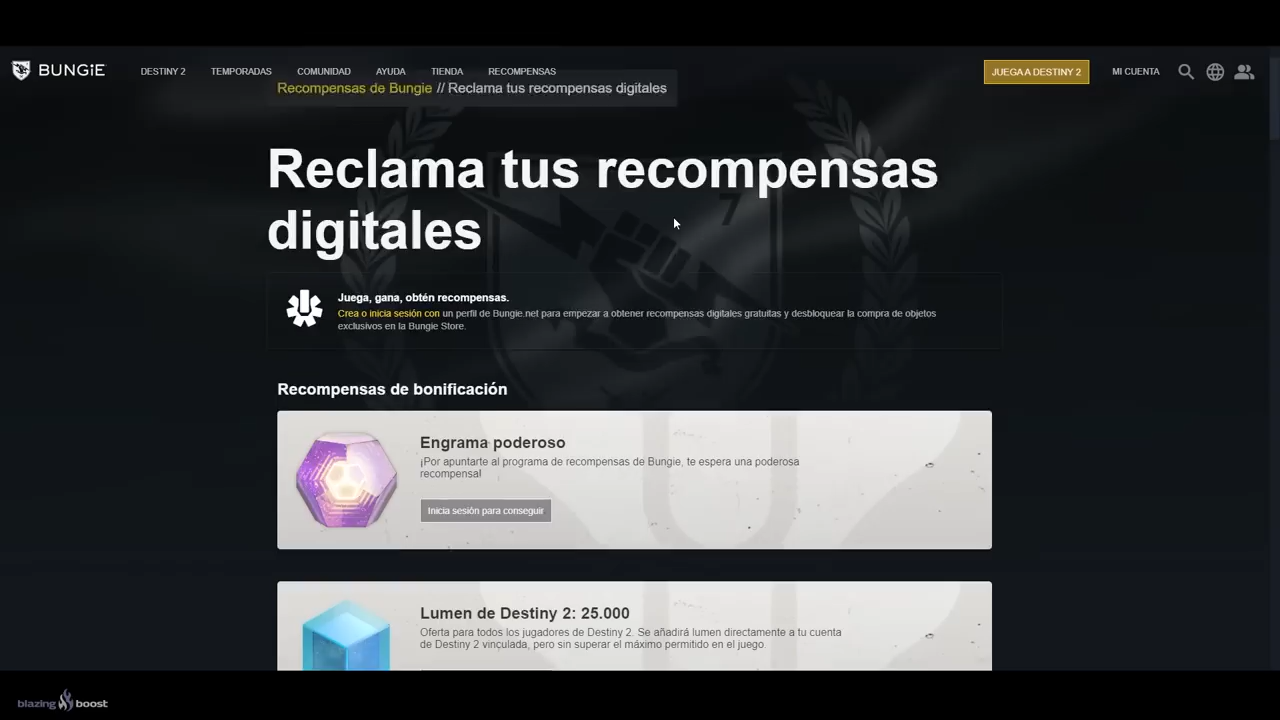 BUNGiE DESTINY 2 TEMPORADAS COMUNIDAD AYUDA TIENDA RECOMPENSAS JUEGA A DESTINY 2 MI CUENTA
Recompensas de Bungie // Reclama tus recompensas digitales
Reclama tus recompensas
digitales
7
Juega, gana, obtén recompensas.
Crea o inicia sesión con un perfil de Bungie.net para empezar a obtener recompensas digitales gratuitas y desbloquear la compra de objetos
exclusivos en la Bungie Store.
Recompensas de bonificación
Engrama poderoso
¡Por apuntarte al programa de recompensas de Bungie, te espera una poderosa
recompensa!
Inicia sesión para conseguir
Lumen de Destiny 2: 25.000
Oferta para todos los jugadores de Destiny 2. Se añadirá lumen directamente a tu cuenta
de Destiny 2 vinculada, pero sin superar el máximo permitido en el juego.
blazing boost